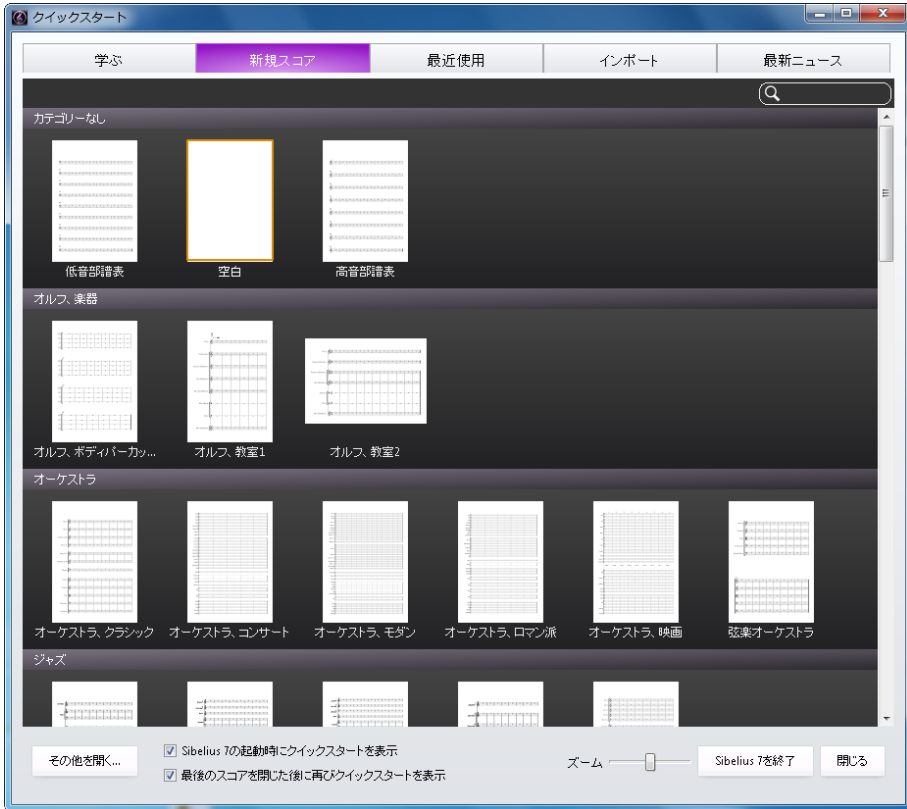 クイックスタート
学ぶ
新規スコア
最近使用
インポート
最新ニュース
カテゴリーなし
低音部譜表
空白
高音部譜表
オルフ、楽器
オルフ、ボディパーカッ...
オルフ、教室1
オルフ、教室2
オーケストラ
オーケストラ、クラシック
オーケストラ、コンサート
オーケストラ、モダン
オーケストラ、ロマン派
オーケストラ、映画
弦楽オーケストラ
ジャズ
その他を開く...
Sibelius 7の起動時にクイックスタートを表示
最後のスコアを閉じた後に再びクイックスタートを表示
ズーム
Sibelius 7を終了
閉じる